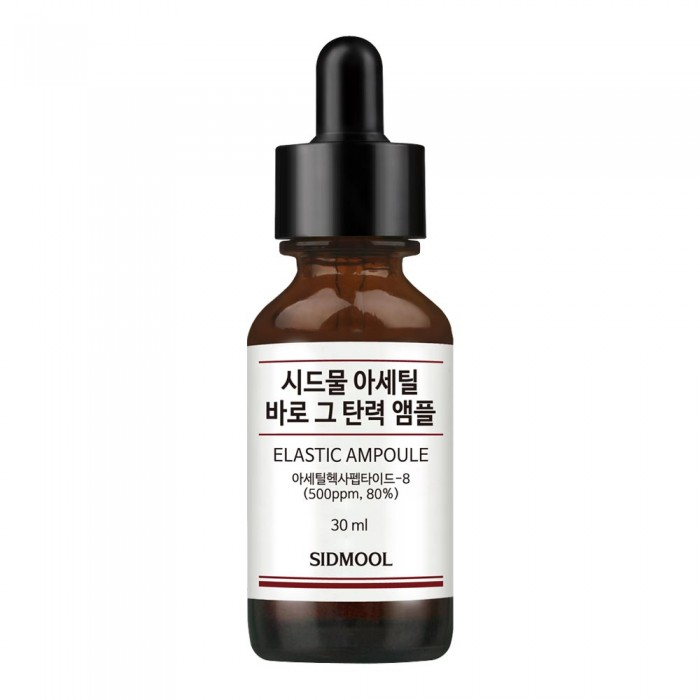 시드물 아세틸
바로 그 탄력 앰플
ELASTIC AMPOULE
아세틸헥사펩타이드-8
(500ppm, 80%)
30 ml
SIDMOOL